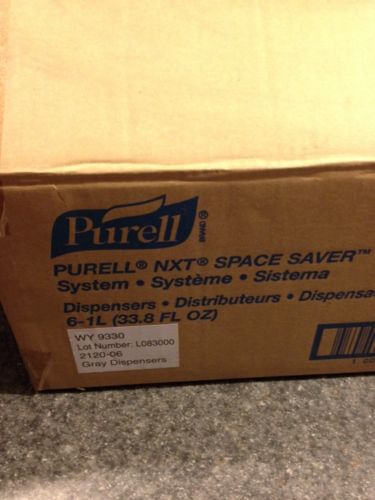 Purell
BRAND ®
PURELL® NXT® SPACE SAVER™
System • Système • Sistema
Dispensers • Distributeurs • Dispensa
6-1L (33.8 FL OZ)
WY 9330
Lot Number: L083000
2120-06
Gray Dispensers